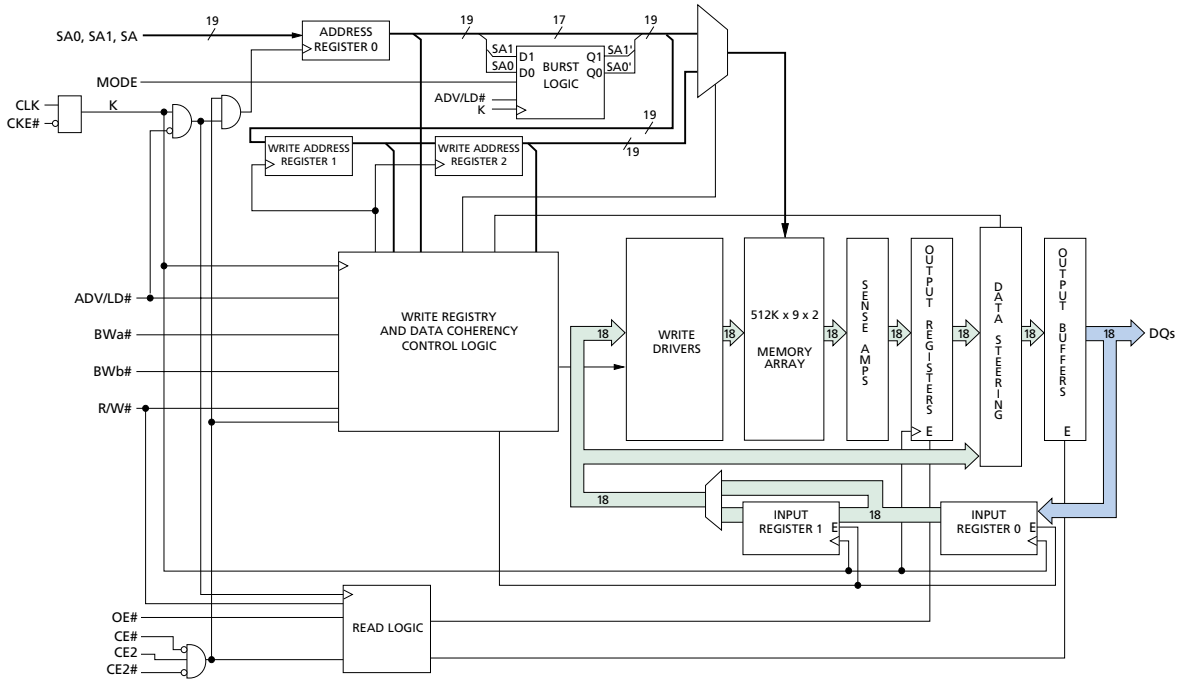 19
ADDRESS
REGISTER 0
SA0, SA1, SA
19
17
19
SA1
D1
SA0
D0
BURST
LOGIC
Q1
SA1'
Q0
SA0'
MODE
ADV/LD#
K
CLK
CKE#
K
19
19
WRITE ADDRESS
REGISTER 1
WRITE ADDRESS
REGISTER 2
ADV/LD#
BWa#
BWb#
R/W#
WRITE REGISTRY
AND DATA COHERENCY
CONTROL LOGIC
18
WRITE
DRIVERS
18
512K x 9 x 2
MEMORY
ARRAY
18
SENSE AMPS
18
OUTPUT REGISTERS
E
18
DATA STEERING
18
OUTPUT BUFFERS
E
18
DQs
18
INPUT
REGISTER 1
E
18
INPUT
REGISTER 0
E
OE#
CE#
CE2
CE2#
READ LOGIC